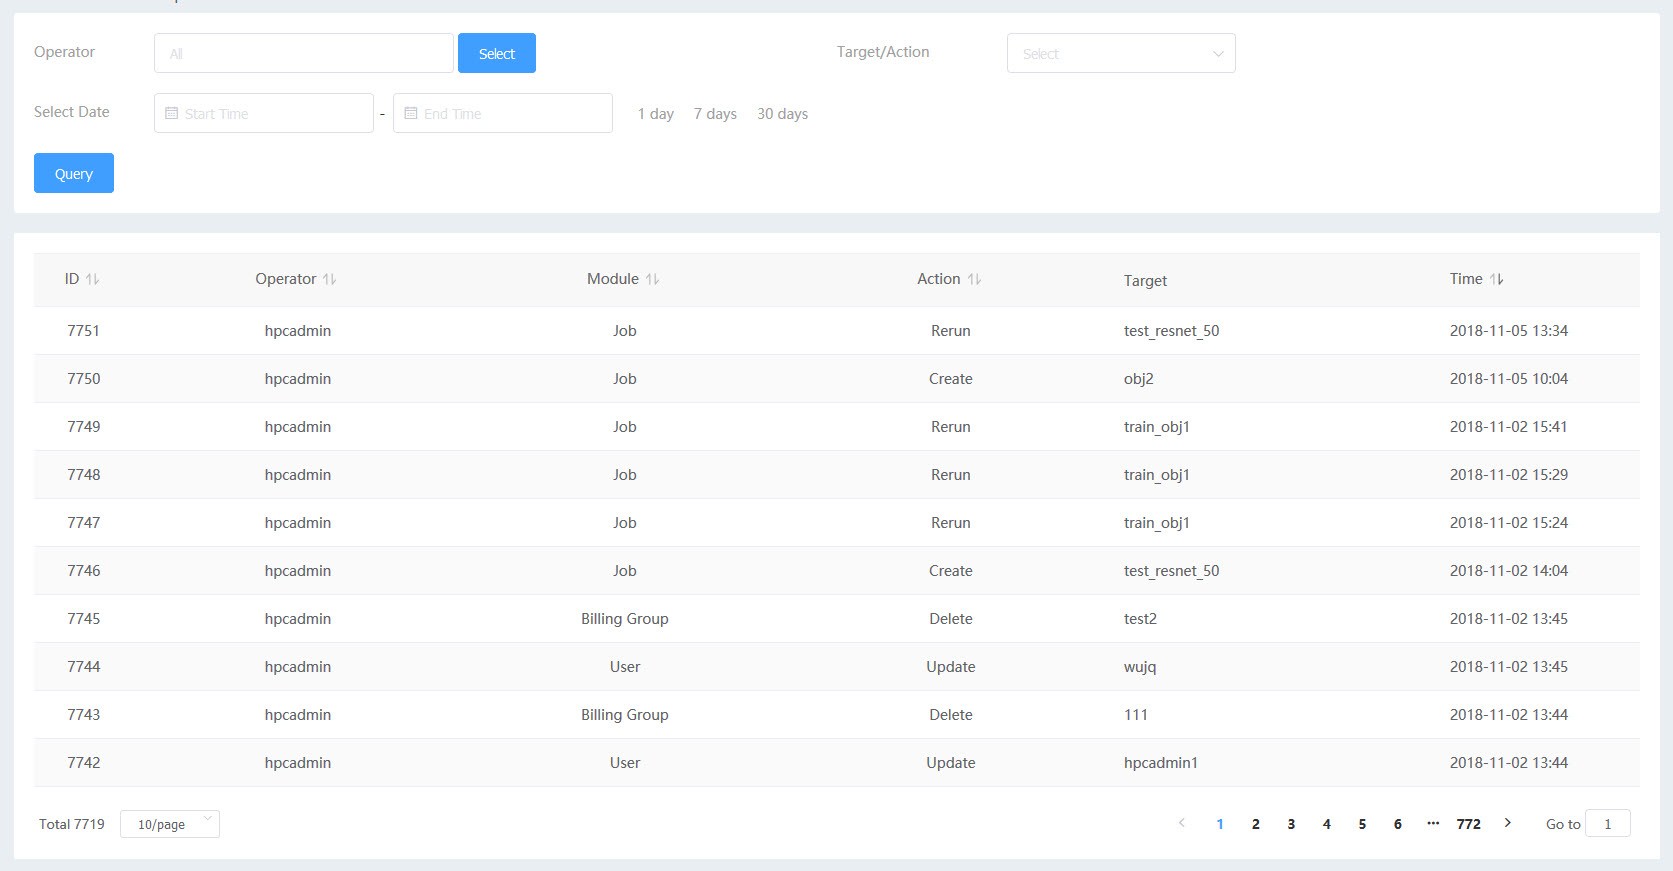 Operator All Select Target/Action Select
Select Date Start Time - End Time 1 day 7 days 30 days
Query
ID Operator Module Action Target Time
7751 hpcadmin Job Rerun test_resnet_50 2018-11-05 13:34
7750 hpcadmin Job Create obj2 2018-11-05 10:04
7749 hpcadmin Job Rerun train_obj1 2018-11-02 15:41
7748 hpcadmin Job Rerun train_obj1 2018-11-02 15:29
7747 hpcadmin Job Rerun train_obj1 2018-11-02 15:24
7746 hpcadmin Job Create test_resnet_50 2018-11-02 14:04
7745 hpcadmin Billing Group Delete test2 2018-11-02 13:45
7744 hpcadmin User Update wujq 2018-11-02 13:45
7743 hpcadmin Billing Group Delete 111 2018-11-02 13:44
7742 hpcadmin User Update hpcadmin1 2018-11-02 13:44
Total 7719 10/page 1 2 3 4 5 6 ··· 772 Go to 1